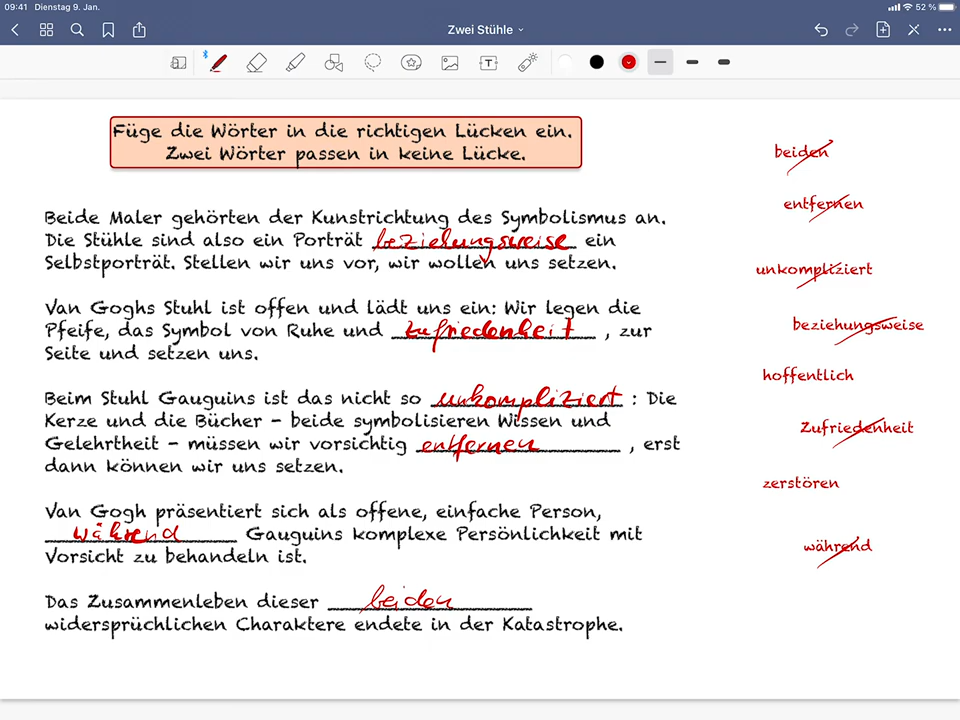 09:41 Dienstag 9. Jan.
52 %
Zwei Stühle
Füge die Wörter in die richtigen Lücken ein.
Zwei Wörter passen in keine Lücke.
beiden
entfernen
unkompliziert
beziehungsweise
hoffentlich
Zufriedenheit
zerstören
während
Beide Maler gehörten der Kunstrichtung des Symbolismus an.
Die Stühle sind also ein Porträt beziehungsweise ein
Selbstporträt. Stellen wir uns vor, wir wollen uns setzen.
Van Goghs Stuhl ist offen und lädt uns ein: Wir legen die
Pfeife, das Symbol von Ruhe und zufriedenheit , zur
Seite und setzen uns.
Beim Stuhl Gauguins ist das nicht so unkompliziert : Die
Kerze und die Bücher - beide symbolisieren Wissen und
Gelehrtheit - müssen wir vorsichtig entfernen , erst
dann können wir uns setzen.
Van Gogh präsentiert sich als offene, einfache Person,
während Gauguins komplexe Persönlichkeit mit
Vorsicht zu behandeln ist.
Das Zusammenleben dieser beiden
widersprüchlichen Charaktere endete in der Katastrophe.